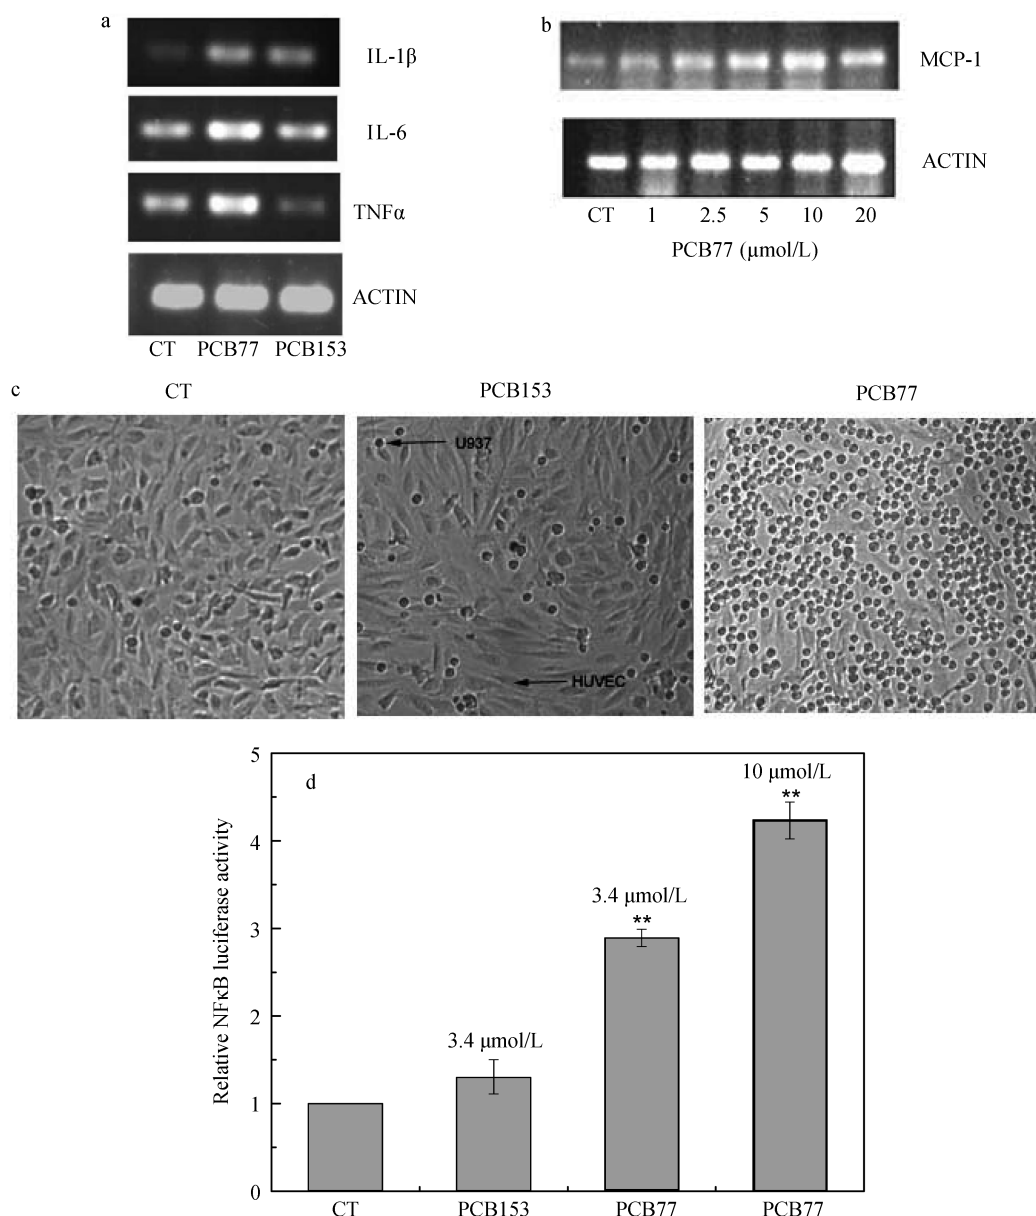 a
IL-1β
IL-6
TNFα
ACTIN
CT PCB77 PCB153
b
MCP-1
ACTIN
CT 1 2.5 5 10 20
PCB77 (μmol/L)
c
CT PCB153 PCB77
U937
HUVEC
d
Relative NFκB luciferase activity
5
4
3
2
1
0
3.4 μmol/L
3.4 μmol/L
**
10 μmol/L
**
CT PCB153 PCB77 PCB77